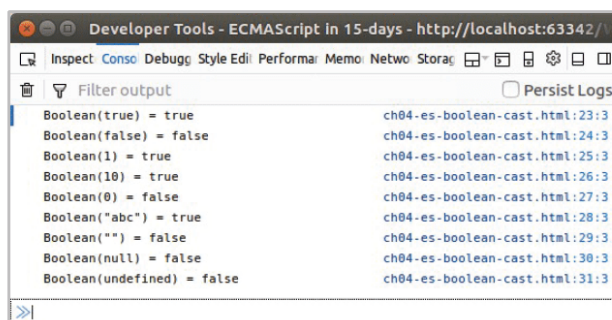 Developer Tools - ECMAScript in 15-days - http://localhost:63342/
Inspect Conso Debugg Style Edi Performar Memo Netwo Storag
Filter output Persist Logs
Boolean(true) = true ch04-es-boolean-cast.html:23:3
Boolean(false) = false ch04-es-boolean-cast.html:24:3
Boolean(1) = true ch04-es-boolean-cast.html:25:3
Boolean(10) = true ch04-es-boolean-cast.html:26:3
Boolean(0) = false ch04-es-boolean-cast.html:27:3
Boolean("abc") = true ch04-es-boolean-cast.html:28:3
Boolean("") = false ch04-es-boolean-cast.html:29:3
Boolean(null) = false ch04-es-boolean-cast.html:30:3
Boolean(undefined) = false ch04-es-boolean-cast.html:31:3